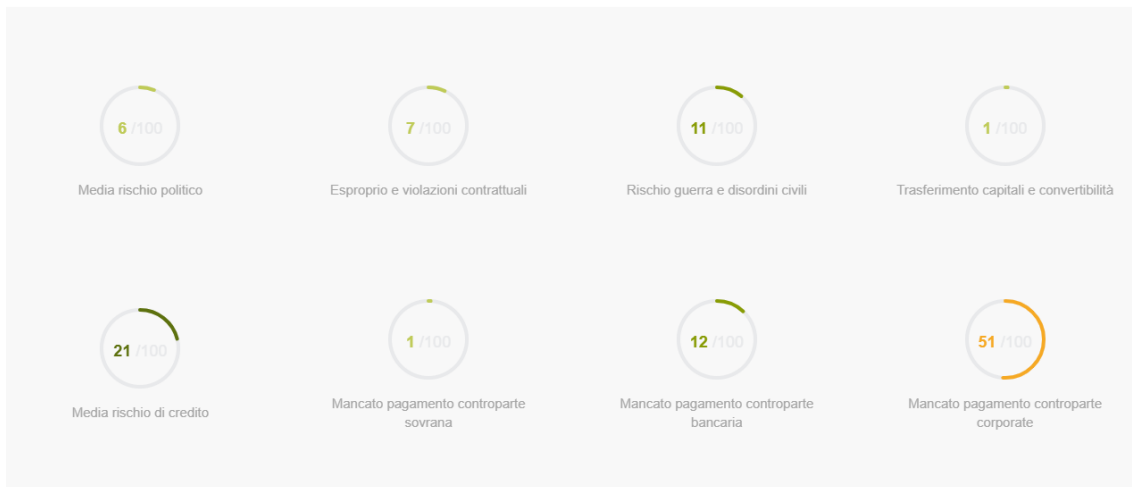 6 /100
7 /100
11 /100
1 /100
Media rischio politico
Esproprio e violazioni contrattuali
Rischio guerra e disordini civili
Trasferimento capitali e convertibilità
21 /100
1 /100
12 /100
51 /100
Media rischio di credito
Mancato pagamento controparte
sovrana
Mancato pagamento controparte
bancaria
Mancato pagamento controparte
corporate